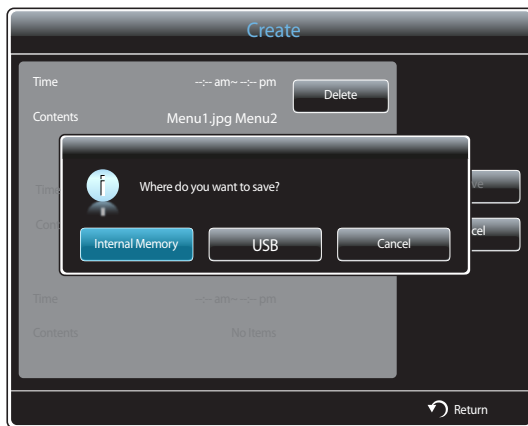 Create
Time --:-- am~ --:-- pm
Delete
Contents Menu1.jpg Menu2
Where do you want to save?
Internal Memory USB Cancel
Time --:-- am~ --:-- pm
Contents No Items
Return